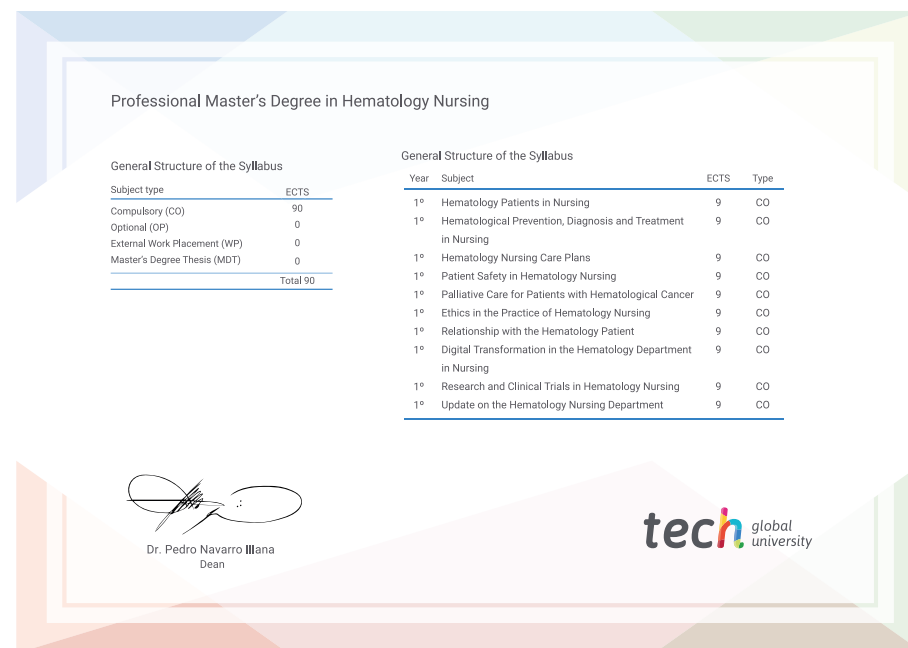 Professional Master's Degree in Hematology Nursing
General Structure of the Syllabus
Subject type ECTS
Compulsory (CO) 90
Optional (OP) 0
External Work Placement (WP) 0
Master's Degree Thesis (MDT) 0
Total 90
General Structure of the Syllabus
Year Subject ECTS Type
1º Hematology Patients in Nursing 9 CO
1º Hematological Prevention, Diagnosis and Treatment 9 CO
in Nursing
1º Hematology Nursing Care Plans 9 CO
1º Patient Safety in Hematology Nursing 9 CO
1º Palliative Care for Patients with Hematological Cancer 9 CO
1º Ethics in the Practice of Hematology Nursing 9 CO
1º Relationship with the Hematology Patient 9 CO
1º Digital Transformation in the Hematology Department 9 CO
in Nursing
1º Research and Clinical Trials in Hematology Nursing 9 CO
1º Update on the Hematology Nursing Department 9 CO
Dr. Pedro Navarro Illana
Dean
tech global
university